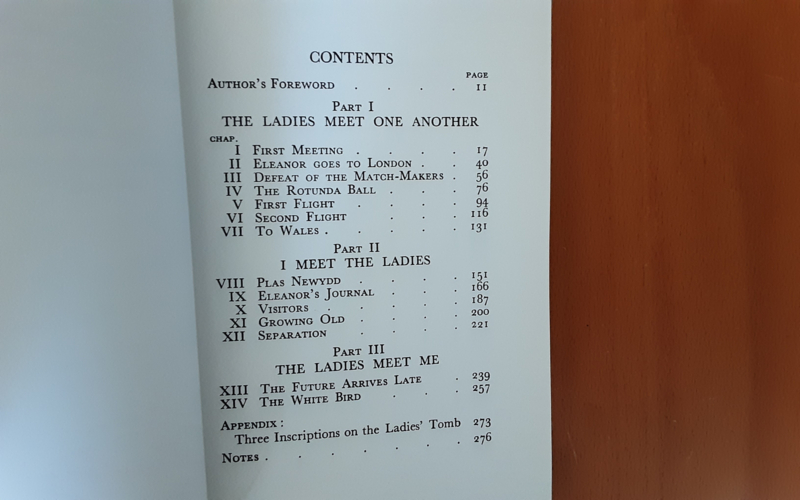 CONTENTS
PAGE
AUTHOR'S FOREWORD . . . . 11
PART I
THE LADIES MEET ONE ANOTHER
CHAP.
I FIRST MEETING . . . . 17
II ELEANOR GOES TO LONDON . . 40
III DEFEAT OF THE MATCH-MAKERS . 56
IV THE ROTUNDA BALL . . . 76
V FIRST FLIGHT . . . . 94
VI SECOND FLIGHT . . . 116
VII TO WALES . . . . . 131
PART II
I MEET THE LADIES
VIII PLAS NEWYDD . . . . 151
IX ELEANOR'S JOURNAL . . . 166
X VISITORS . . . . . 187
XI GROWING OLD . . . . 200
XII SEPARATION . . . . 221
PART III
THE LADIES MEET ME
XIII THE FUTURE ARRIVES LATE . 239
XIV THE WHITE BIRD . . . 257
APPENDIX:
Three Inscriptions on the Ladies' Tomb 273
NOTES . . . . . . . 276